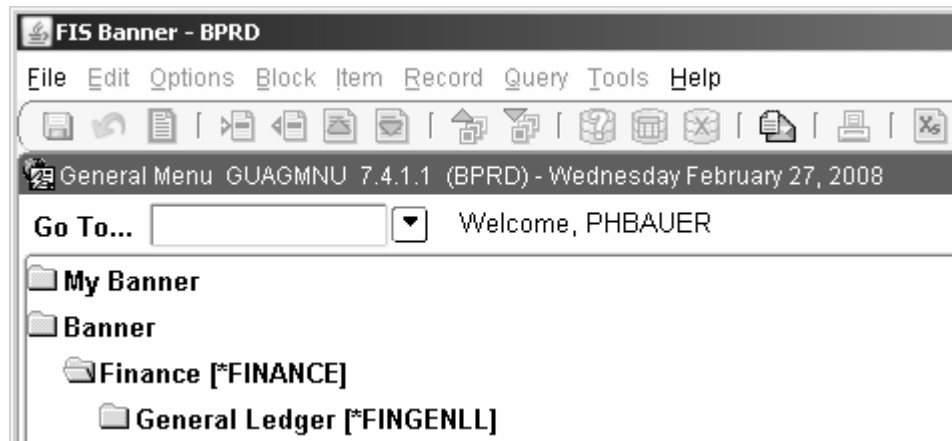 FIS Banner - BPRD
File Edit Options Block Item Record Query Tools Help
General Menu GUAGMNU 7.4.1.1 (BPRD) - Wednesday February 27, 2008
Go To... Welcome, PHBAUER
My Banner
Banner
Finance [*FINANCE]
General Ledger [*FINGENLL]